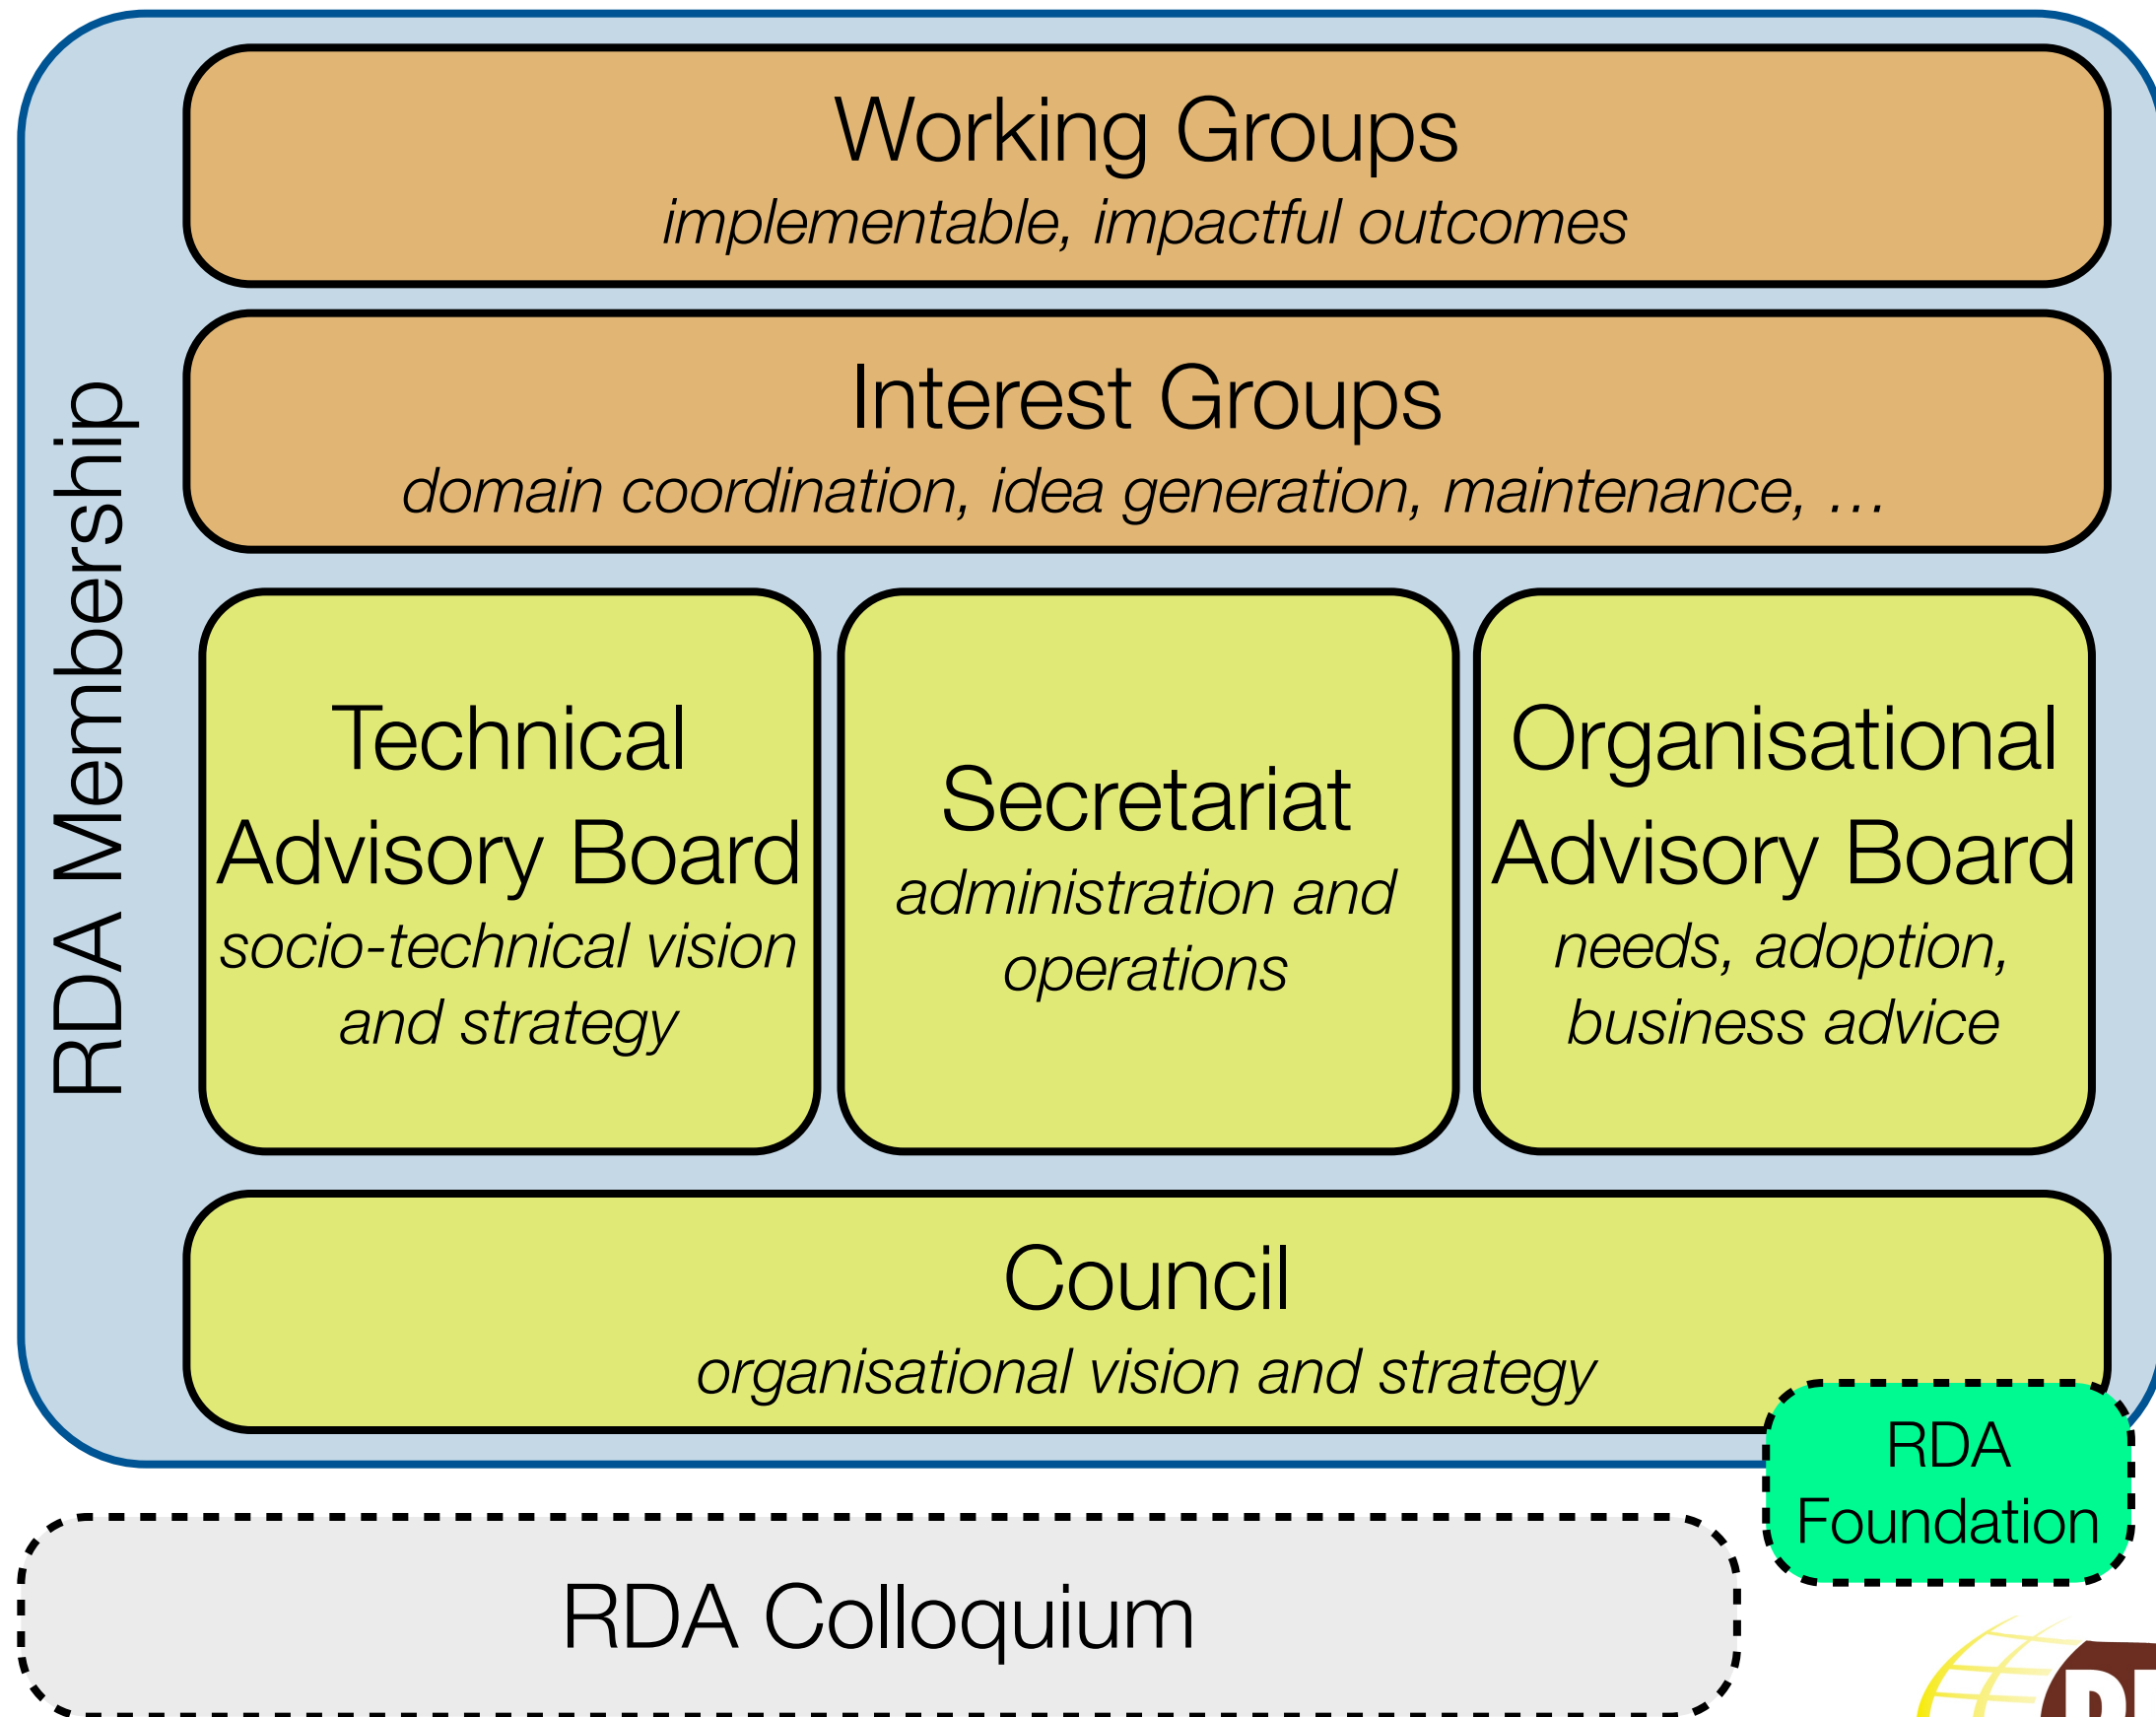 RDA Membership
Working Groups
implementable, impactful outcomes
Interest Groups
domain coordination, idea generation, maintenance, …
Technical
Advisory Board
socio-technical vision
and strategy
Secretariat
administration and
operations
Organisational
Advisory Board
needs, adoption,
business advice
Council
organisational vision and strategy
RDA
Foundation
RDA Colloquium